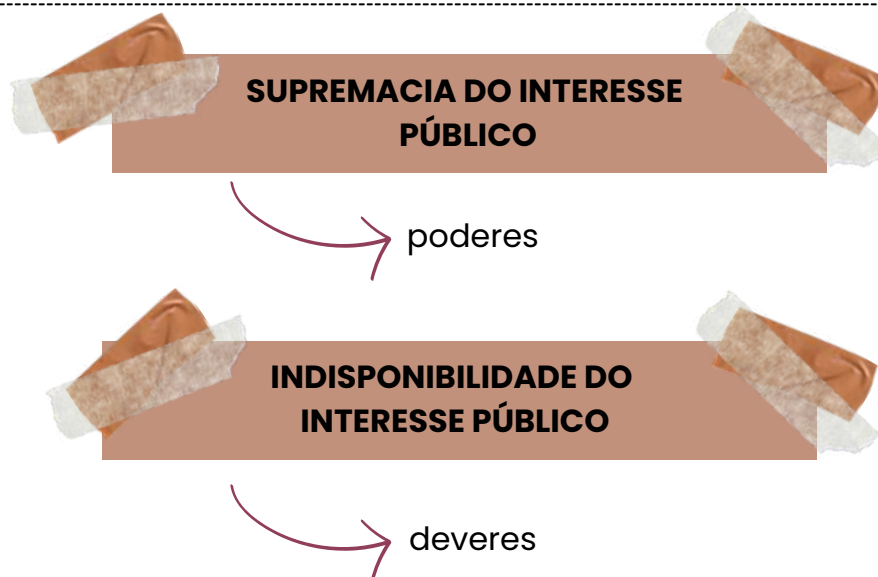 SUPREMACIA DO INTERESSE
PÚBLICO
poderes
INDISPONIBILIDADE DO
INTERESSE PÚBLICO
deveres